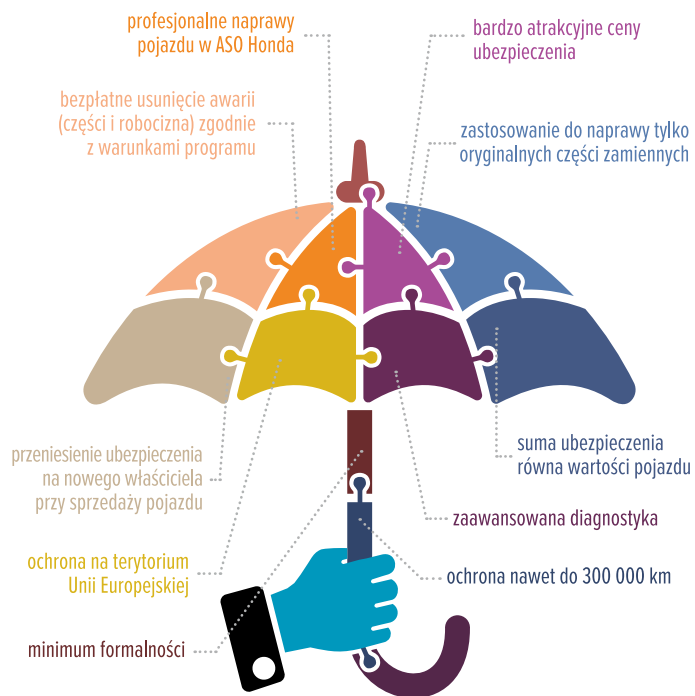 profesjonalne naprawy
pojazdu w ASO Honda
bardzo atrakcyjne ceny
ubezpieczenia
bezpłatne usunięcie awarii
(części i robocizna) zgodnie
z warunkami programu
zastosowanie do naprawy tylko
oryginalnych części zamiennych
przeniesienie ubezpieczenia
na nowego właściciela
przy sprzedaży pojazdu
suma ubezpieczenia
równa wartości pojazdu
zaawansowana diagnostyka
ochrona na terytorium
Unii Europejskiej
ochrona nawet do 300 000 km
minimum formalności